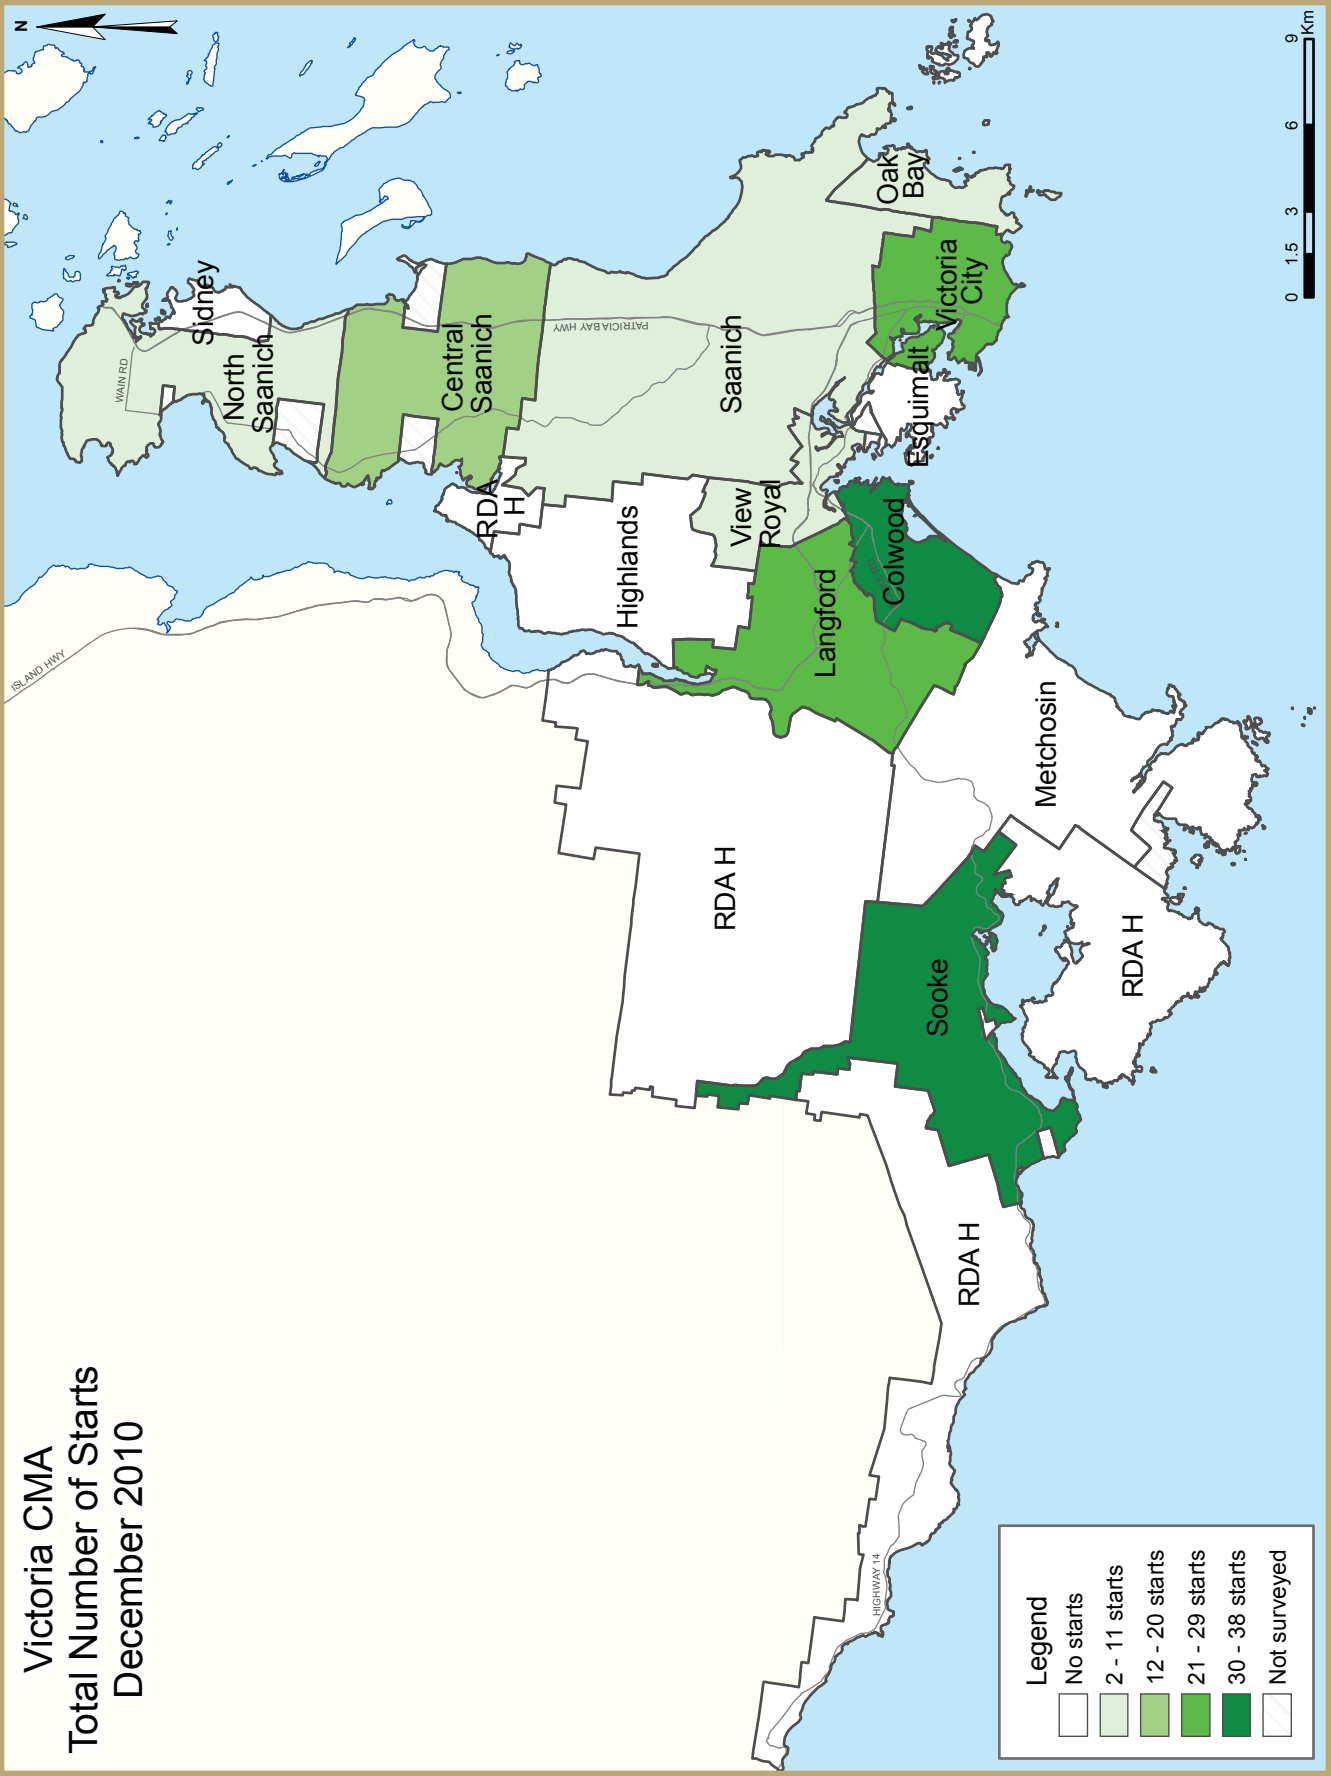 Victoria CMA
Total Number of Starts
December 2010
N
ISLAND HWY
WAIN RD
Sidney
North
Saanich
Central
Saanich
PATRICIA BAY HWY
RDA
H
Highlands
Saanich
View
Royal
Oak
Bay
Victoria
City
Esquimalt
Langford
Colwood
Metchosin
RDA H
Sooke
RDA H
RDA H
HIGHWAY 14
Legend
No starts
2 - 11 starts
12 - 20 starts
21 - 29 starts
30 - 38 starts
Not surveyed
0 1.5 3 6 9
Km